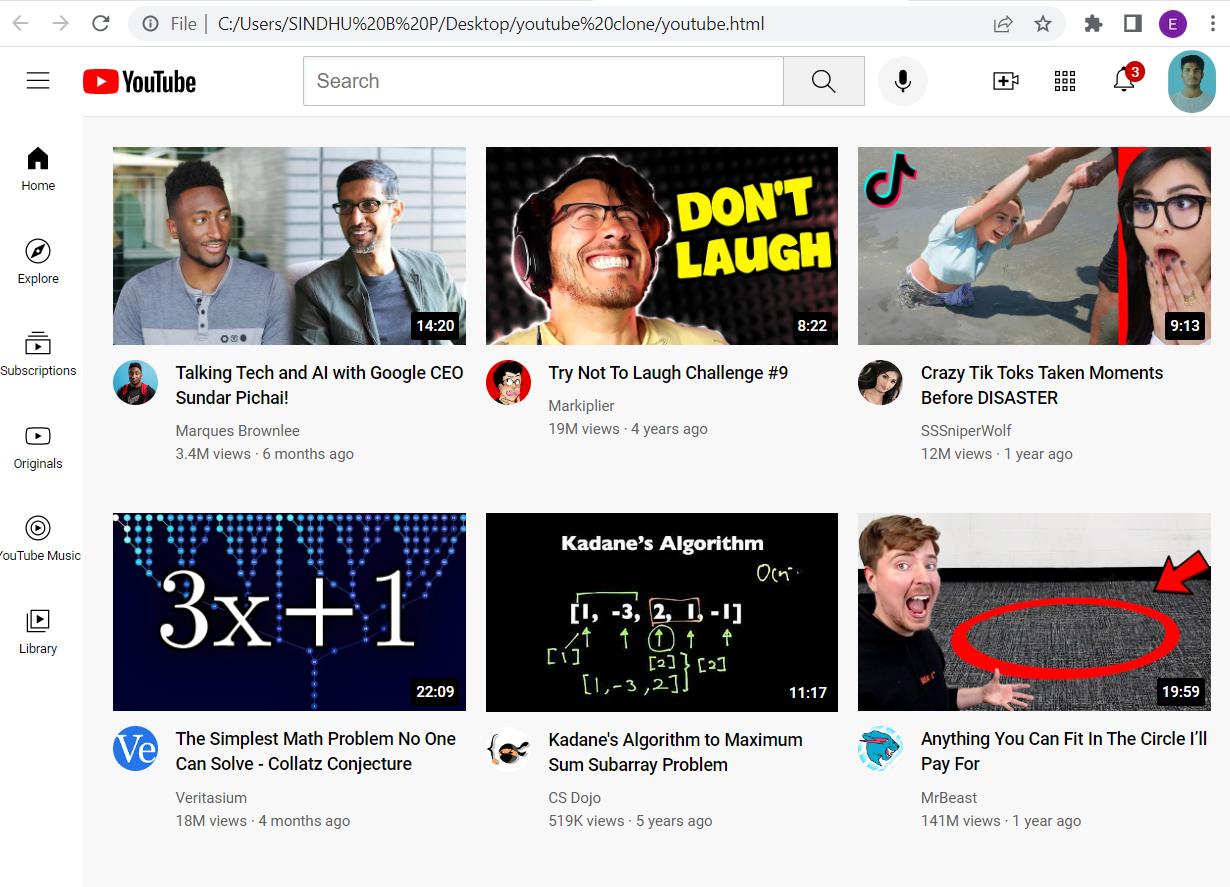 File | C:/Users/SINDHU%20B%20P/Desktop/youtube%20clone/youtube.html
E
YouTube
Search
3
Home
Explore
Subscriptions
Originals
YouTube Music
Library
14:20
Talking Tech and AI with Google CEO
Sundar Pichai!
Marques Brownlee
3.4M views · 6 months ago
DON'T
LAUGH
8:22
Try Not To Laugh Challenge #9
Markiplier
19M views · 4 years ago
9:13
Crazy Tik Toks Taken Moments
Before DISASTER
SSSniperWolf
12M views · 1 year ago
3x+1
22:09
Ve
The Simplest Math Problem No One
Can Solve - Collatz Conjecture
Veritasium
18M views · 4 months ago
Kadane's Algorithm
[1, -3, 2, 1, -1]
[1]
[2]
[2]
[1, -3, 2]
11:17
Kadane's Algorithm to Maximum
Sum Subarray Problem
CS Dojo
519K views · 5 years ago
19:59
Anything You Can Fit In The Circle I’ll
Pay For
MrBeast
141M views · 1 year ago